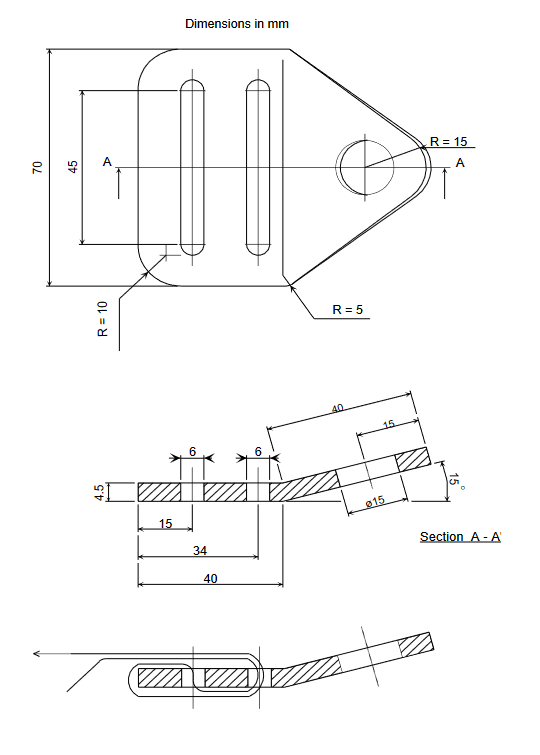 Dimensions in mm
R = 15
A
A
70
45
R = 10
R = 5
40
15
6
6
4.5
15
34
40
ø15
15°
Section A - A'